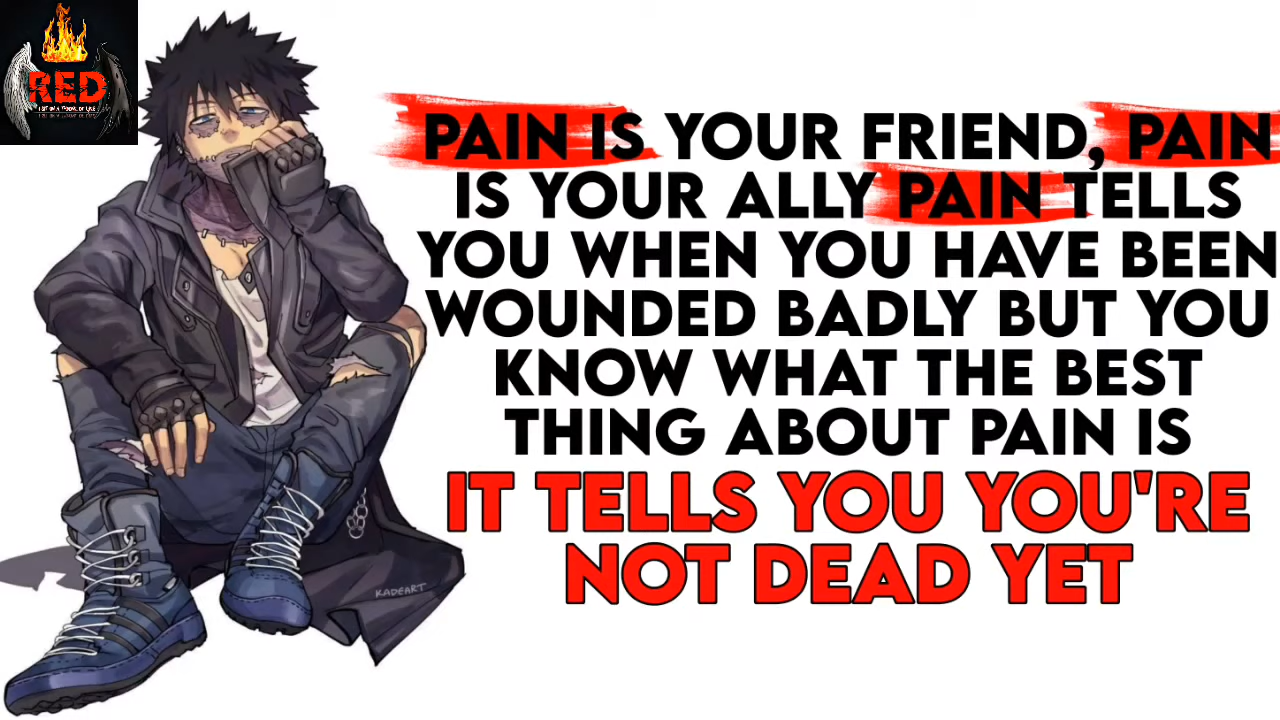 RED
PAIN IS YOUR FRIEND, PAIN
IS YOUR ALLY PAIN TELLS
YOU WHEN YOU HAVE BEEN
WOUNDED BADLY BUT YOU
KNOW WHAT THE BEST
THING ABOUT PAIN IS
IT TELLS YOU YOU'RE
NOT DEAD YET
KADEART